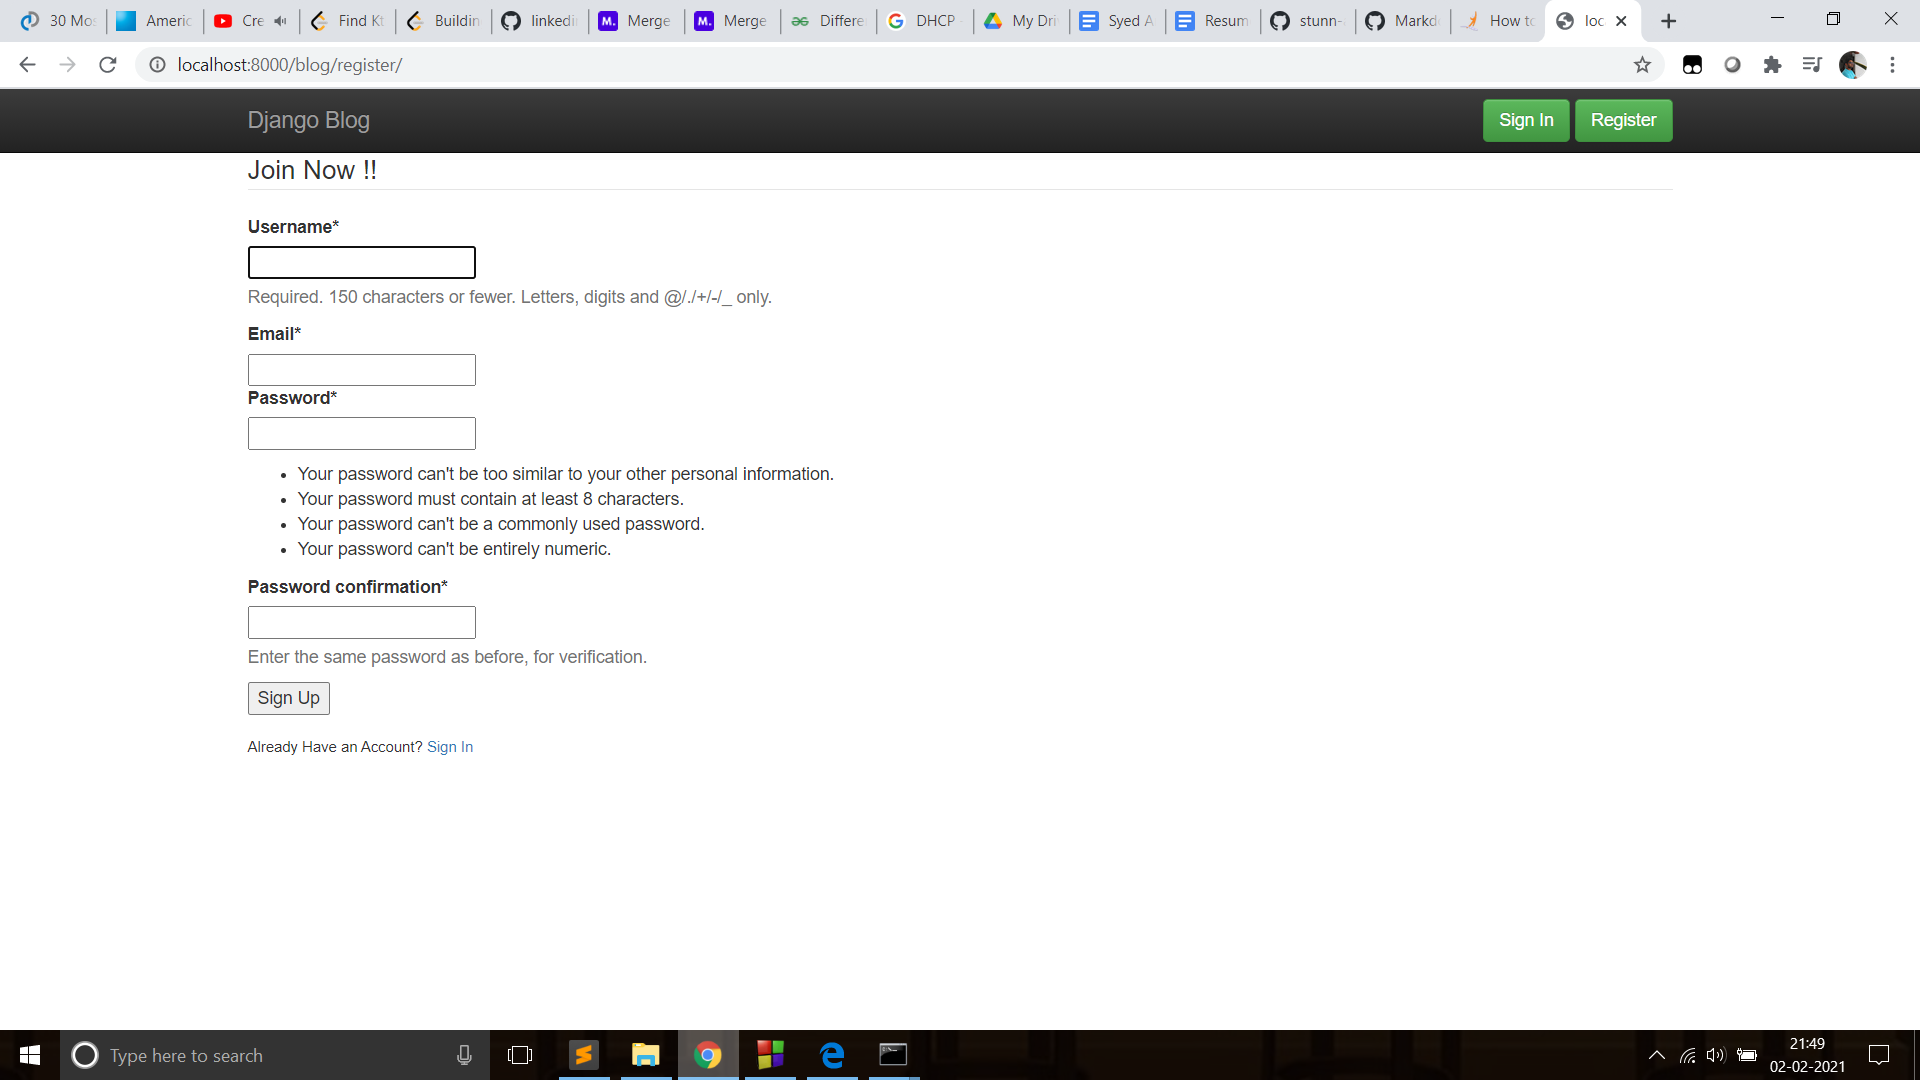 30 Mos
Americ
Cre
Find Kt
Buildin
linkedi
M. Merge
M. Merge
Differe
DHCP
My Dri
Syed A
Resum
stunn-
Markd
How to
loc
localhost:8000/blog/register/
Django Blog
Sign In
Register
Join Now !!
Username*
Required. 150 characters or fewer. Letters, digits and @/./+/-/_ only.
Email*
Password*
Your password can't be too similar to your other personal information.
Your password must contain at least 8 characters.
Your password can't be a commonly used password.
Your password can't be entirely numeric.
Password confirmation*
Enter the same password as before, for verification.
Sign Up
Already Have an Account? Sign In
Type here to search
21:49
02-02-2021